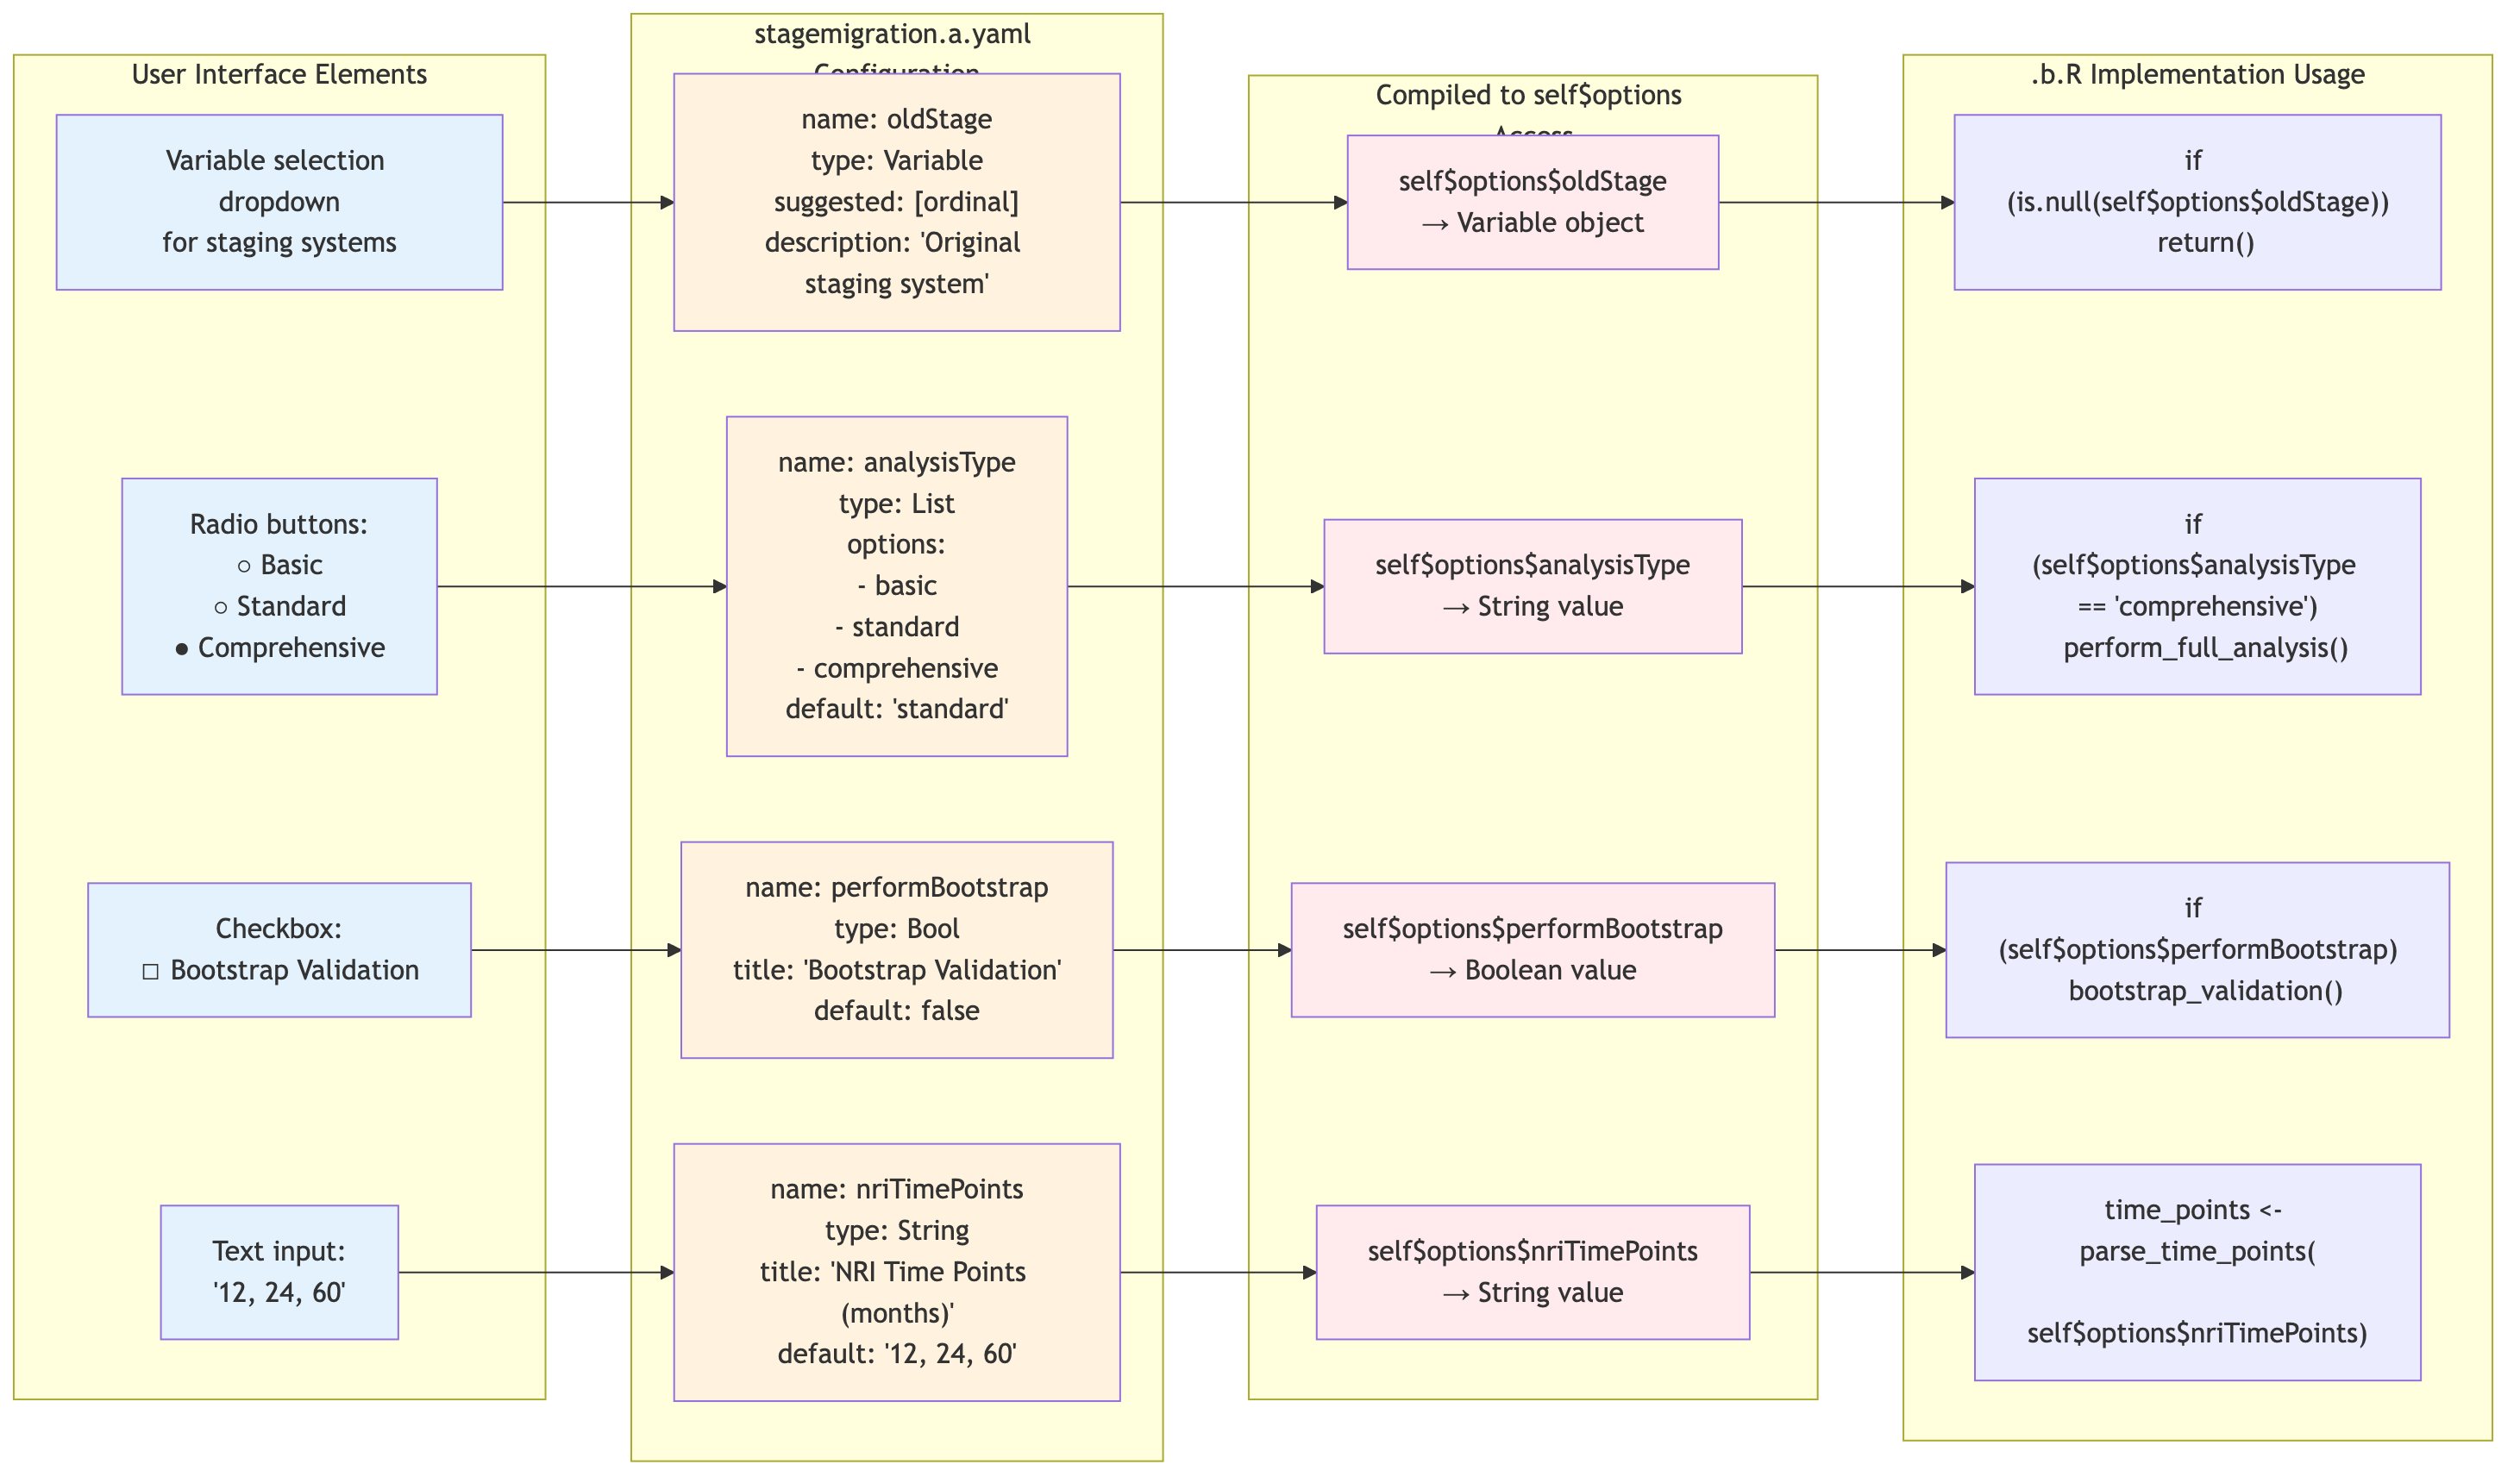 User Interface Elements
Variable selection
dropdown
for staging systems
Radio buttons:
○ Basic
○ Standard
● Comprehensive
Checkbox:
□ Bootstrap Validation
Text input:
'12, 24, 60'
stagemigration.a.yaml
Configuration
name: oldStage
type: Variable
suggested: [ordinal]
description: 'Original
staging system'
name: analysisType
type: List
options:
- basic
- standard
- comprehensive
default: 'standard'
name: performBootstrap
type: Bool
title: 'Bootstrap Validation'
default: false
name: nriTimePoints
type: String
title: 'NRI Time Points
(months)'
default: '12, 24, 60'
Compiled to self$options
Access
self$options$oldStage
→ Variable object
self$options$analysisType
→ String value
self$options$performBootstrap
→ Boolean value
self$options$nriTimePoints
→ String value
.b.R Implementation Usage
if
(is.null(self$options$oldStage))
return()
if
(self$options$analysisType
== 'comprehensive')
perform_full_analysis()
if
(self$options$performBootstrap)
bootstrap_validation()
time_points <-
parse_time_points(
self$options$nriTimePoints)